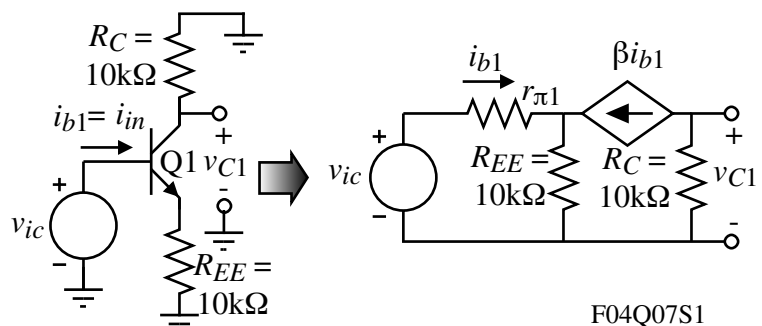 R_C =
10kΩ
i_b1 = i_in
Q1
+
v_C1
-
+
v_ic
−
R_EE =
10kΩ
i_b1
βi_b1
r_π1
+
v_ic
−
R_EE =
10kΩ
R_C =
10kΩ
+
v_C1
-
F04Q07S1